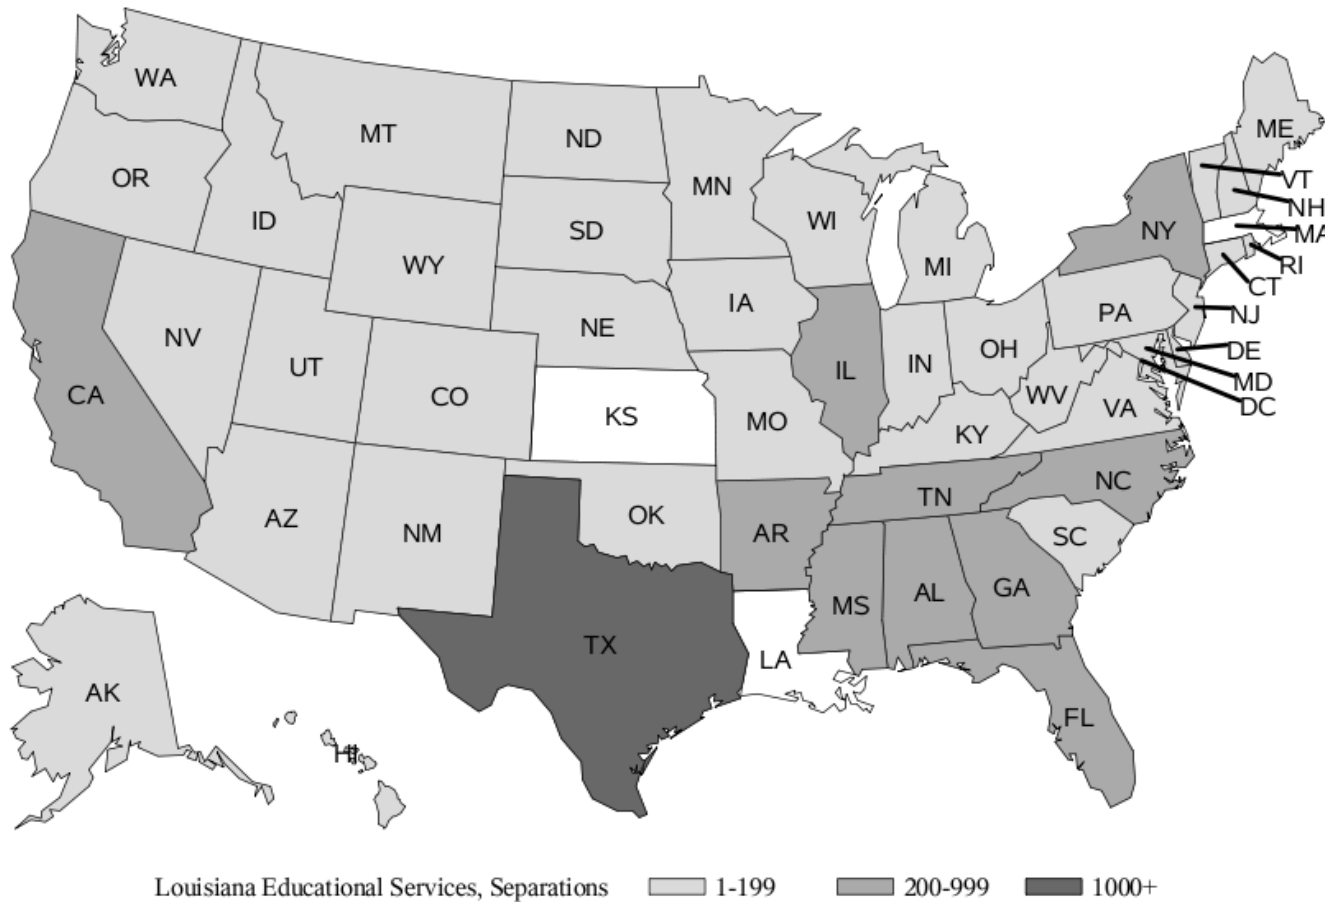 WA
MT
ND
MN
ME
OR
ID
SD
WI
MI
NY
VT
NH
MA
RI
CT
WY
IA
NE
PA
NJ
NV
UT
CO
IL
IN
OH
WV
VA
DE
MD
DC
CA
KS
MO
KY
AZ
NM
OK
AR
TN
NC
SC
MS
AL
GA
TX
LA
FL
AK
HI
Louisiana Educational Services, Separations 1-199 200-999 1000+